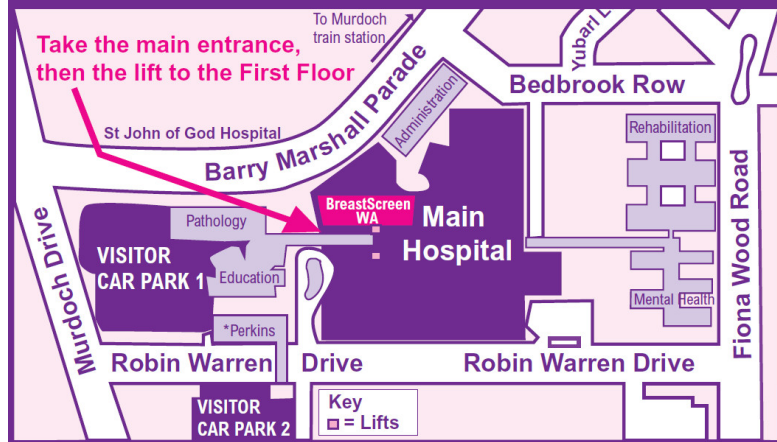 To Murdoch
train station
Take the main entrance,
then the lift to the First Floor
Yubarl L
Bedbrook Row
Administration
Rehabilitation
St John of God Hospital
Barry Marshall Parade
BreastScreen
WA
Main
Hospital
Pathology
VISITOR
CAR PARK 1
Education
Murdoch Drive
Mental Health
Fiona Wood Road
*Perkins
Robin Warren Drive
Robin Warren Drive
VISITOR
CAR PARK 2
Key
= Lifts